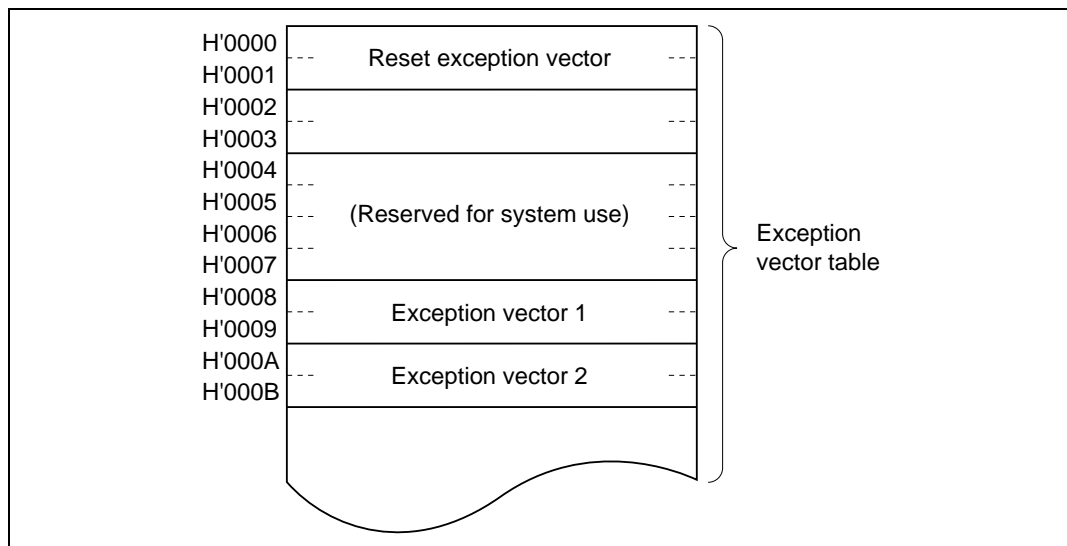 H'0000
Reset exception vector
H'0001
H'0002
H'0003
H'0004
H'0005
(Reserved for system use)
H'0006
H'0007
H'0008
Exception vector 1
H'0009
H'000A
Exception vector 2
H'000B
Exception
vector table